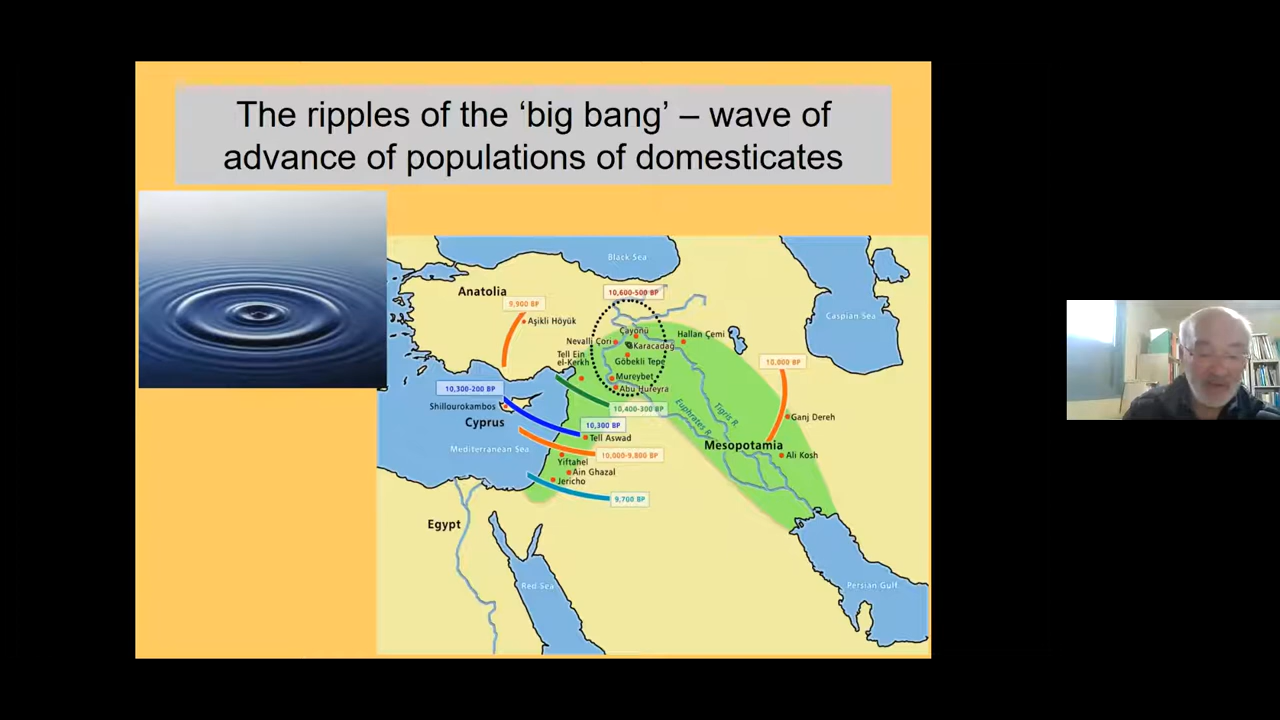 The ripples of the ‘big bang’ – wave of
advance of populations of domesticates
Black Sea
Anatolia
9,900 BP
10,600-500 BP
Aşikli Höyük
Caspian Sea
Çayönü
Hallan Çemi
Nevalli Çori
Karacadağ
Tell Ein
el-Kerkh
Göbekli Tepe
10,000 BP
Mureybet
Abu Hureyra
10,300-200 BP
Shillourokambos
10,400-300 BP
Cyprus
10,300 BP
Euphrates R.
Tigris R.
Ganj Dereh
Tell Aswad
Mediterranean Sea
Mesopotamia
10,000-9,800 BP
Ali Kosh
Yiftahel
Ain Ghazal
Jericho
9,700 BP
Egypt
Red Sea
Persian Gulf